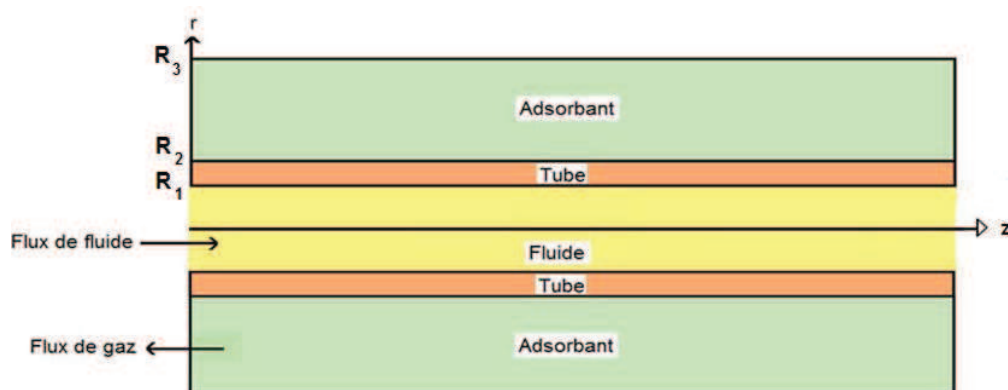 r
R3
Adsorbant
R2
Tube
R1
z
Flux de fluide
Fluide
Tube
Flux de gaz
Adsorbant